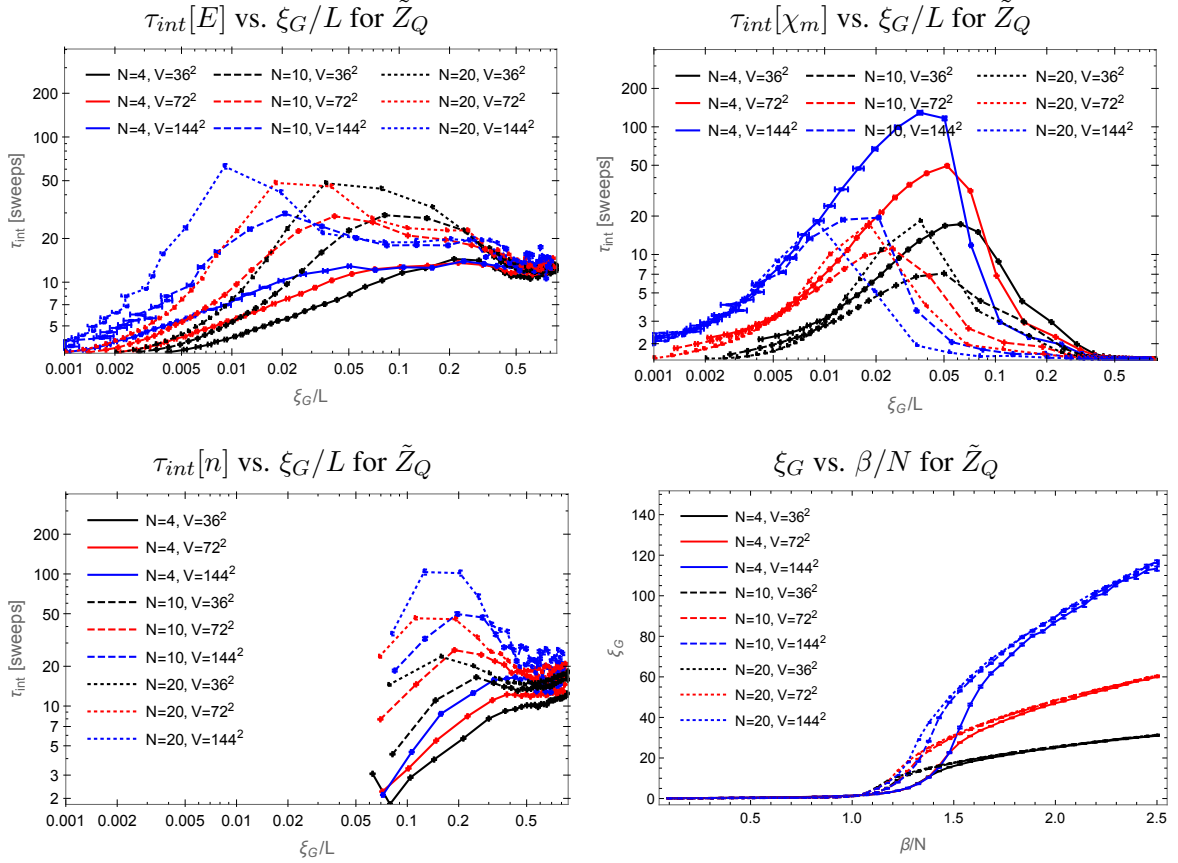 τ_int[E] vs. ξ_G/L for Z̃_Q
N=4, V=36² N=10, V=36² N=20, V=36²
N=4, V=72² N=10, V=72² N=20, V=72²
N=4, V=144² N=10, V=144² N=20, V=144²
τ_int [sweeps]
200
100
50
20
10
5
0.001 0.002 0.005 0.01 0.02 0.05 0.1 0.2 0.5
ξ_G/L
τ_int[χ_m] vs. ξ_G/L for Z̃_Q
N=4, V=36² N=10, V=36² N=20, V=36²
N=4, V=72² N=10, V=72² N=20, V=72²
N=4, V=144² N=10, V=144² N=20, V=144²
τ_int [sweeps]
200
100
50
20
10
7
5
3
2
0.001 0.002 0.005 0.01 0.02 0.05 0.1 0.2 0.5
ξ_G/L
τ_int[n] vs. ξ_G/L for Z̃_Q
N=4, V=36²
N=4, V=72²
N=4, V=144²
N=10, V=36²
N=10, V=72²
N=10, V=144²
N=20, V=36²
N=20, V=72²
N=20, V=144²
τ_int [sweeps]
200
100
50
20
10
5
3
2
0.001 0.002 0.005 0.01 0.02 0.05 0.1 0.2 0.5
ξ_G/L
ξ_G vs. β/N for Z̃_Q
N=4, V=36²
N=4, V=72²
N=4, V=144²
N=10, V=36²
N=10, V=72²
N=10, V=144²
N=20, V=36²
N=20, V=72²
N=20, V=144²
ξ_G
140
120
100
80
60
40
20
0
0.5 1.0 1.5 2.0 2.5
β/N